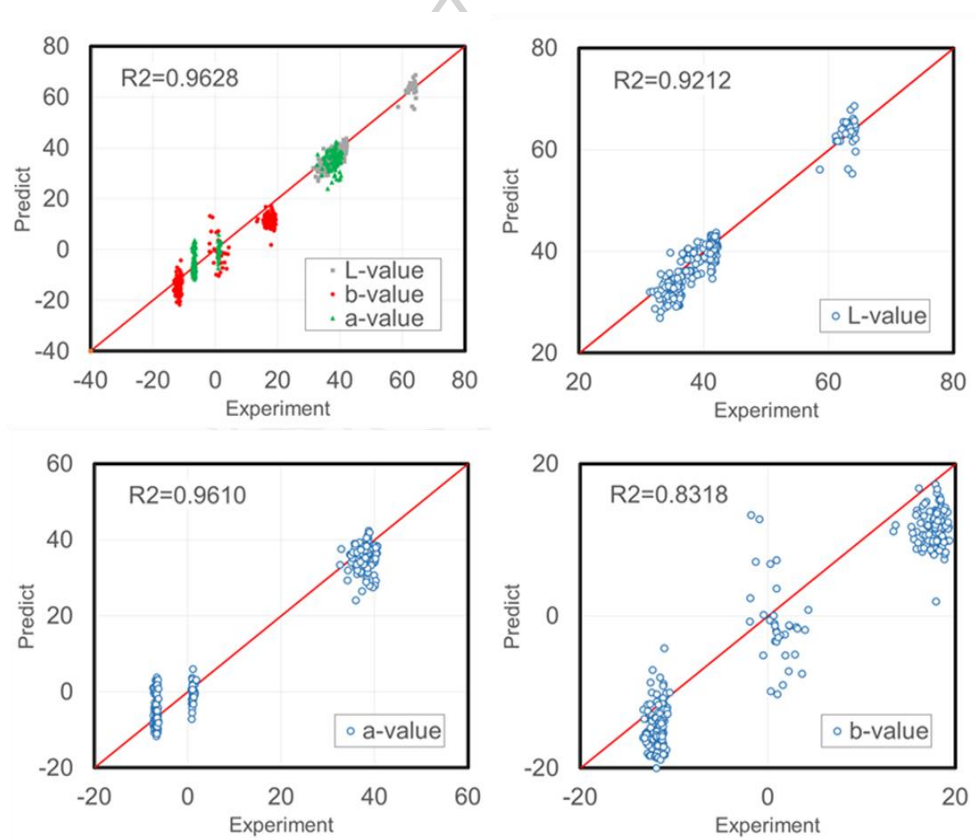 80
60
40
20
0
-20
-40
Predict
R2=0.9628
L-value
b-value
a-value
-40 -20 0 20 40 60 80
Experiment
80
60
40
20
Predict
R2=0.9212
L-value
20 40 60 80
Experiment
60
40
20
0
-20
Predict
R2=0.9610
a-value
-20 0 20 40 60
Experiment
20
0
-20
Predict
R2=0.8318
b-value
-20 0 20
Experiment